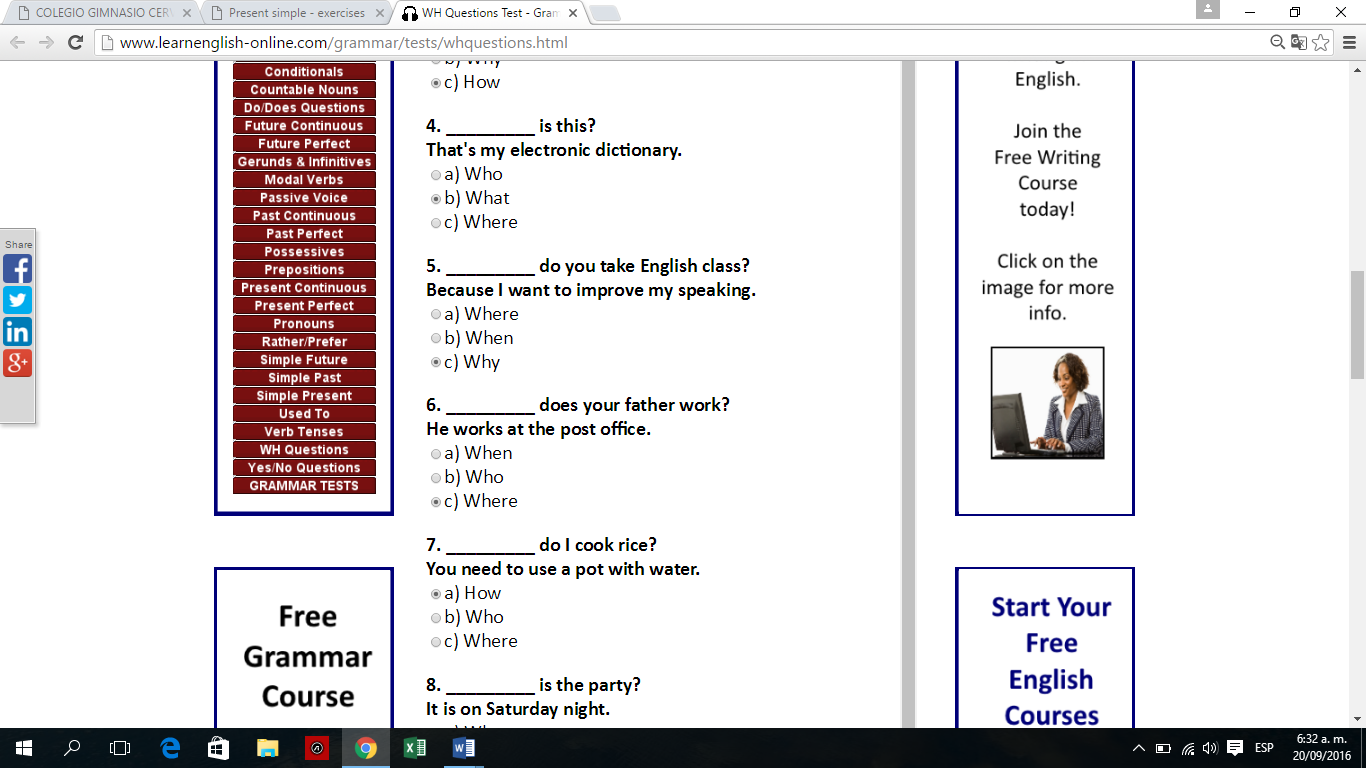 COLEGIO GIMNASIO CER
Present simple - exercises
WH Questions Test - Gram
www.learnenglish-online.com/grammar/tests/whquestions.html
Share
Conditionals
Countable Nouns
Do/Does Questions
Future Continuous
Future Perfect
Gerunds & Infinitives
Modal Verbs
Passive Voice
Past Continuous
Past Perfect
Possessives
Prepositions
Present Continuous
Present Perfect
Pronouns
Rather/Prefer
Simple Future
Simple Past
Simple Present
Used To
Verb Tenses
WH Questions
Yes/No Questions
GRAMMAR TESTS
Free
Grammar
Course
b) Why
c) How
4. _________ is this?
That's my electronic dictionary.
a) Who
b) What
c) Where
5. _________ do you take English class?
Because I want to improve my speaking.
a) Where
b) When
c) Why
6. _________ does your father work?
He works at the post office.
a) When
b) Who
c) Where
7. _________ do I cook rice?
You need to use a pot with water.
a) How
b) Who
c) Where
8. _________ is the party?
It is on Saturday night.
English.
Join the
Free Writing
Course
today!
Click on the
image for more
info.
Start Your
Free
English
Courses
ESP
6:32 a. m.
20/09/2016